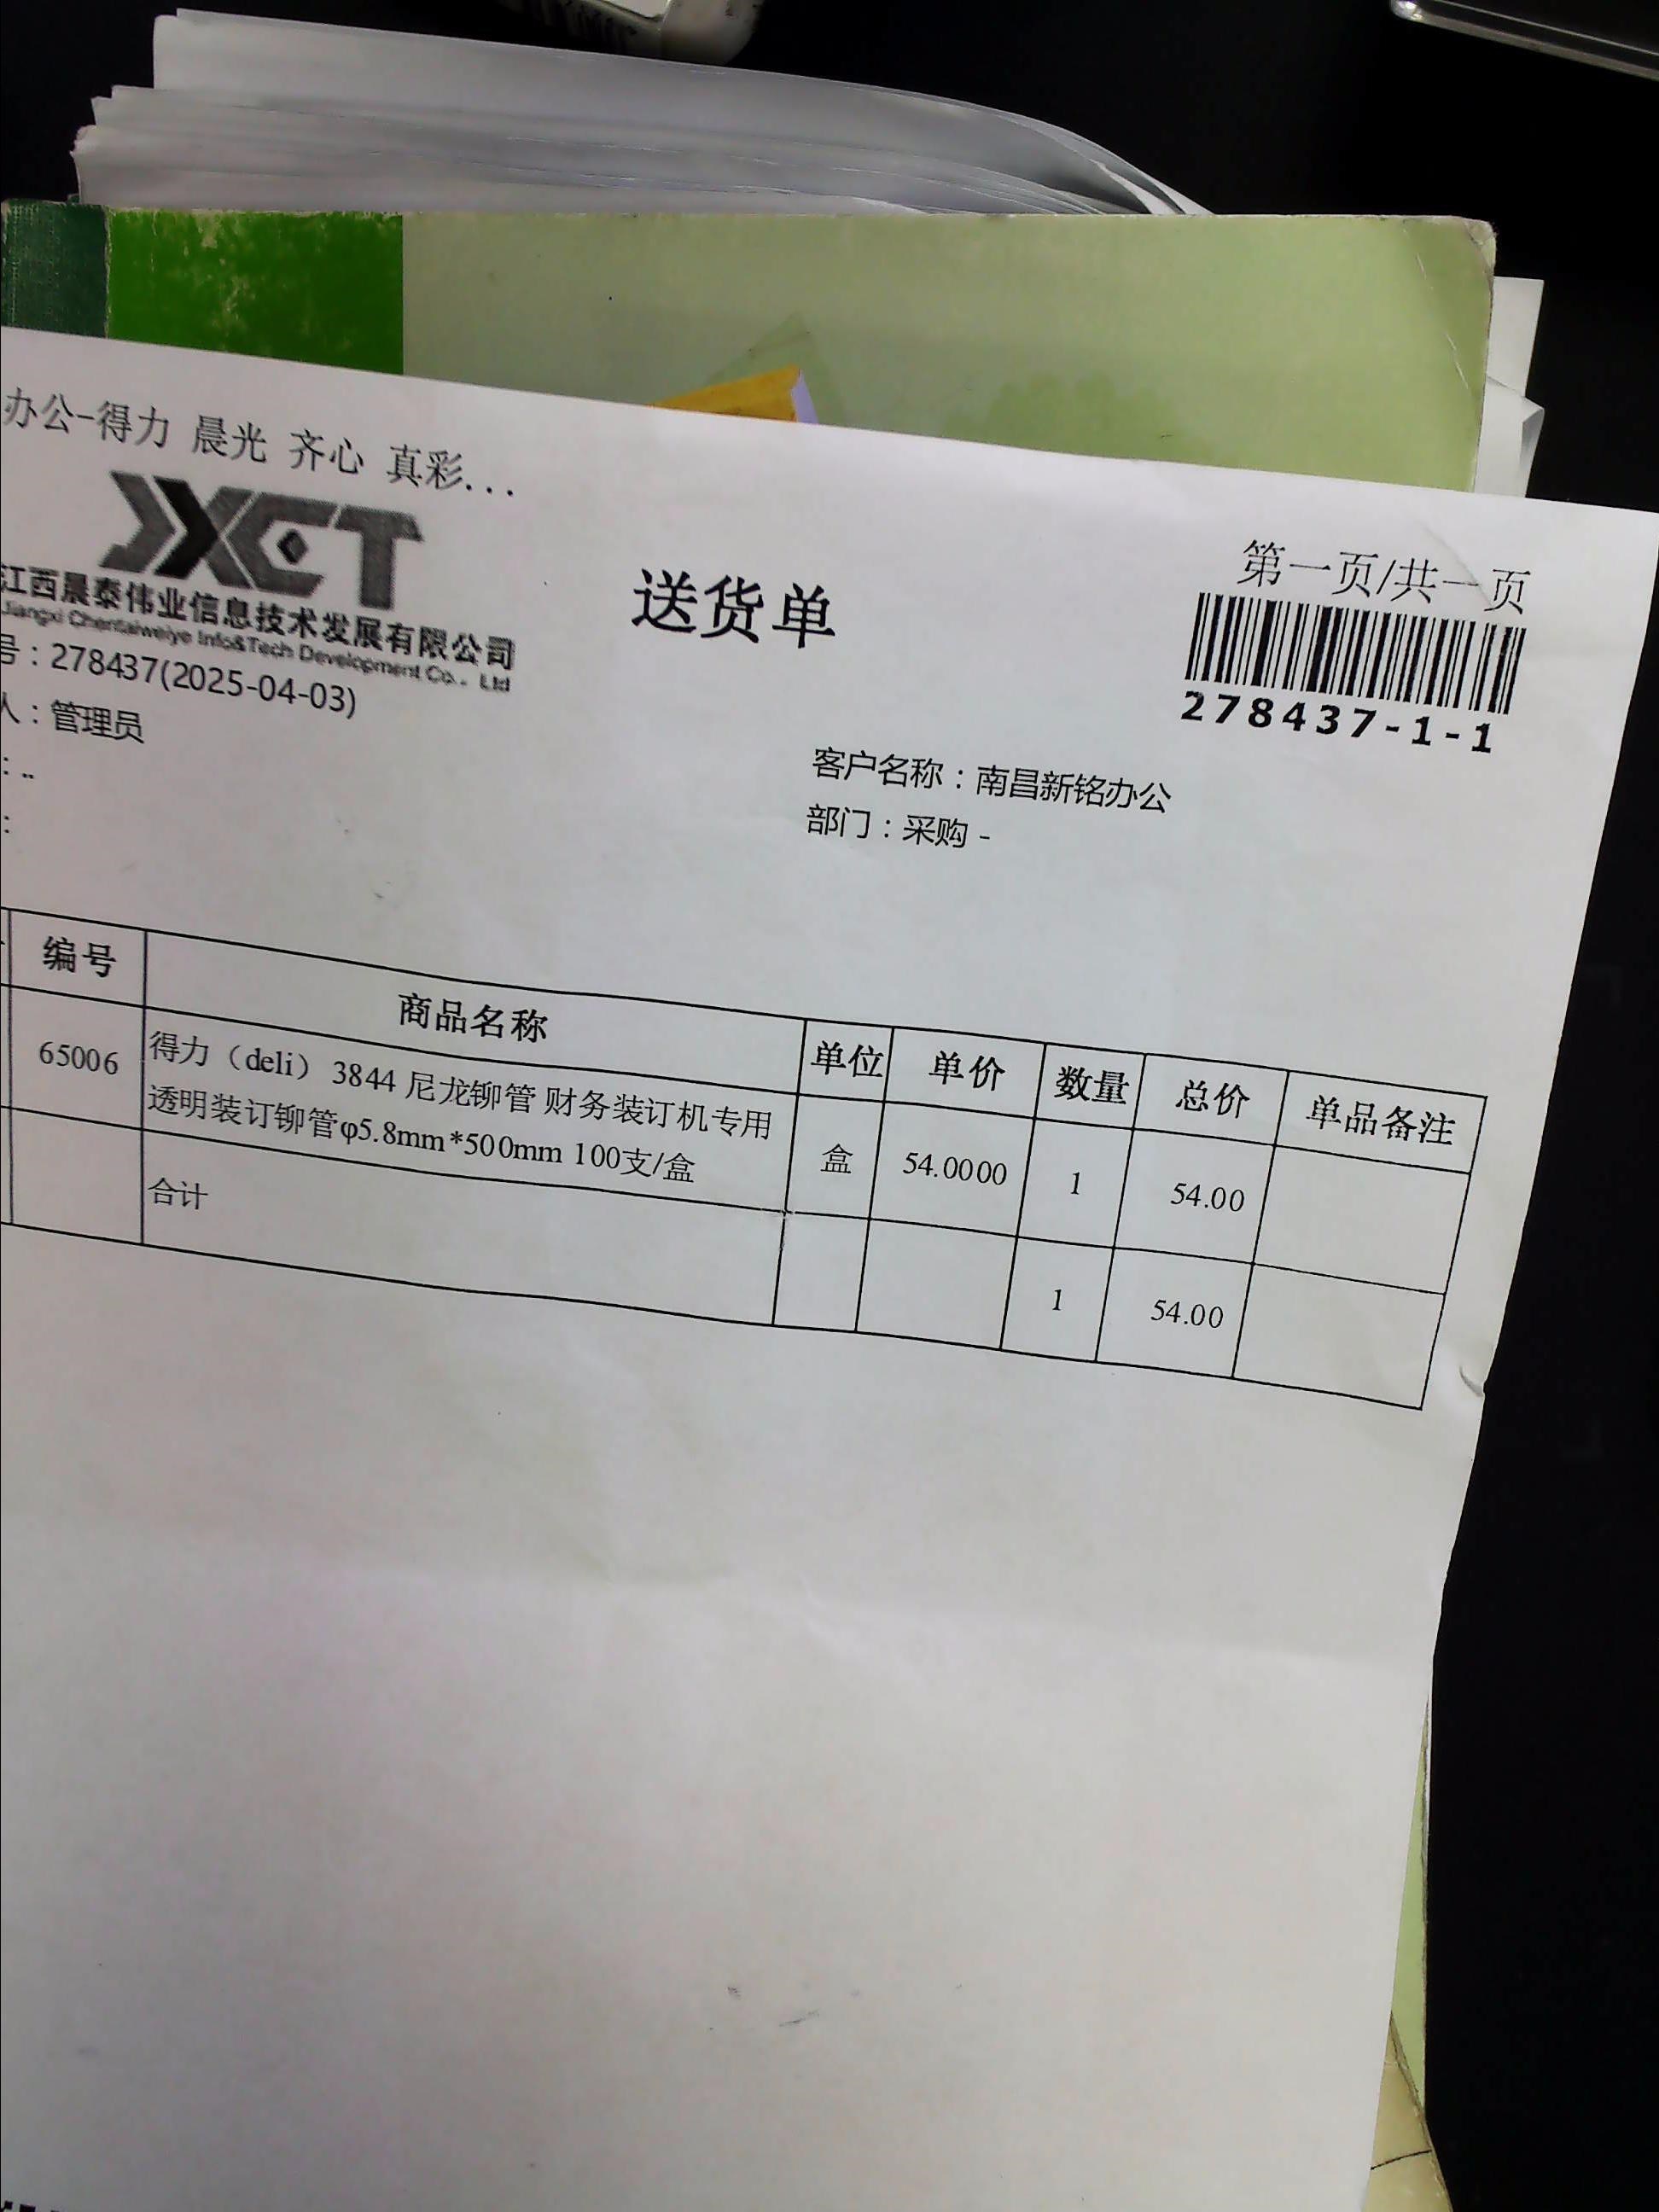 办公-得力 晨光 齐心 真彩...
JXCT
江西晨泰伟业信息技术发展有限公司
Jiangxi Chentaiweiye Info&Tech Development Co., Ltd
送货单
第一页/共一页
278437-1-1
号：278437(2025-04-03)
人：管理员
：..
：
客户名称：南昌新铭办公
部门：采购 -
编号 商品名称 单位 单价 数量 总价 单品备注
65006 得力（deli） 3844 尼龙铆管 财务装订机专用
透明装订铆管φ5.8mm*500mm 100支/盒 盒 54.0000 1 54.00
合计 1 54.00